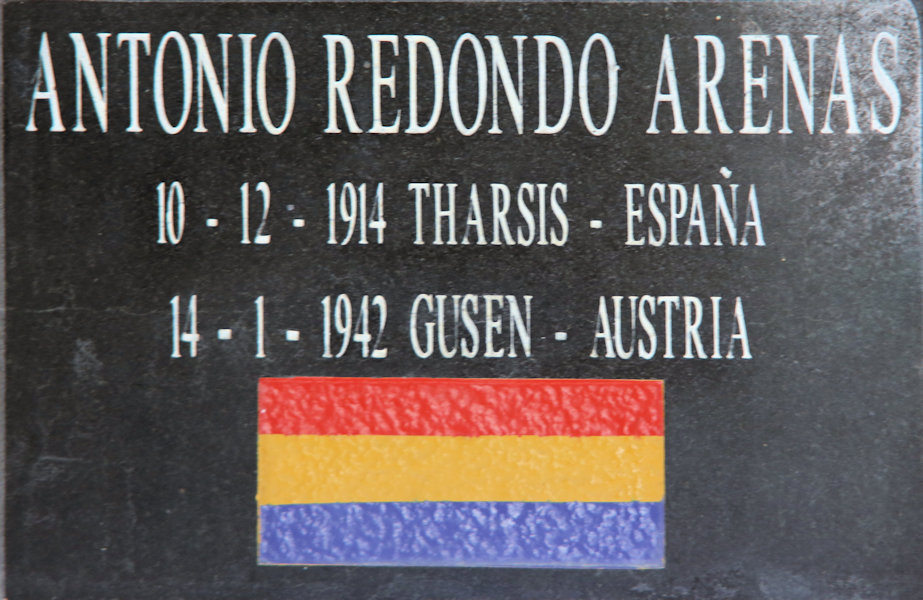 ANTONIO REDONDO ARENAS
10 - 12 - 1914 THARSIS - ESPAÑA
14 - 1 - 1942 GUSEN - AUSTRIA